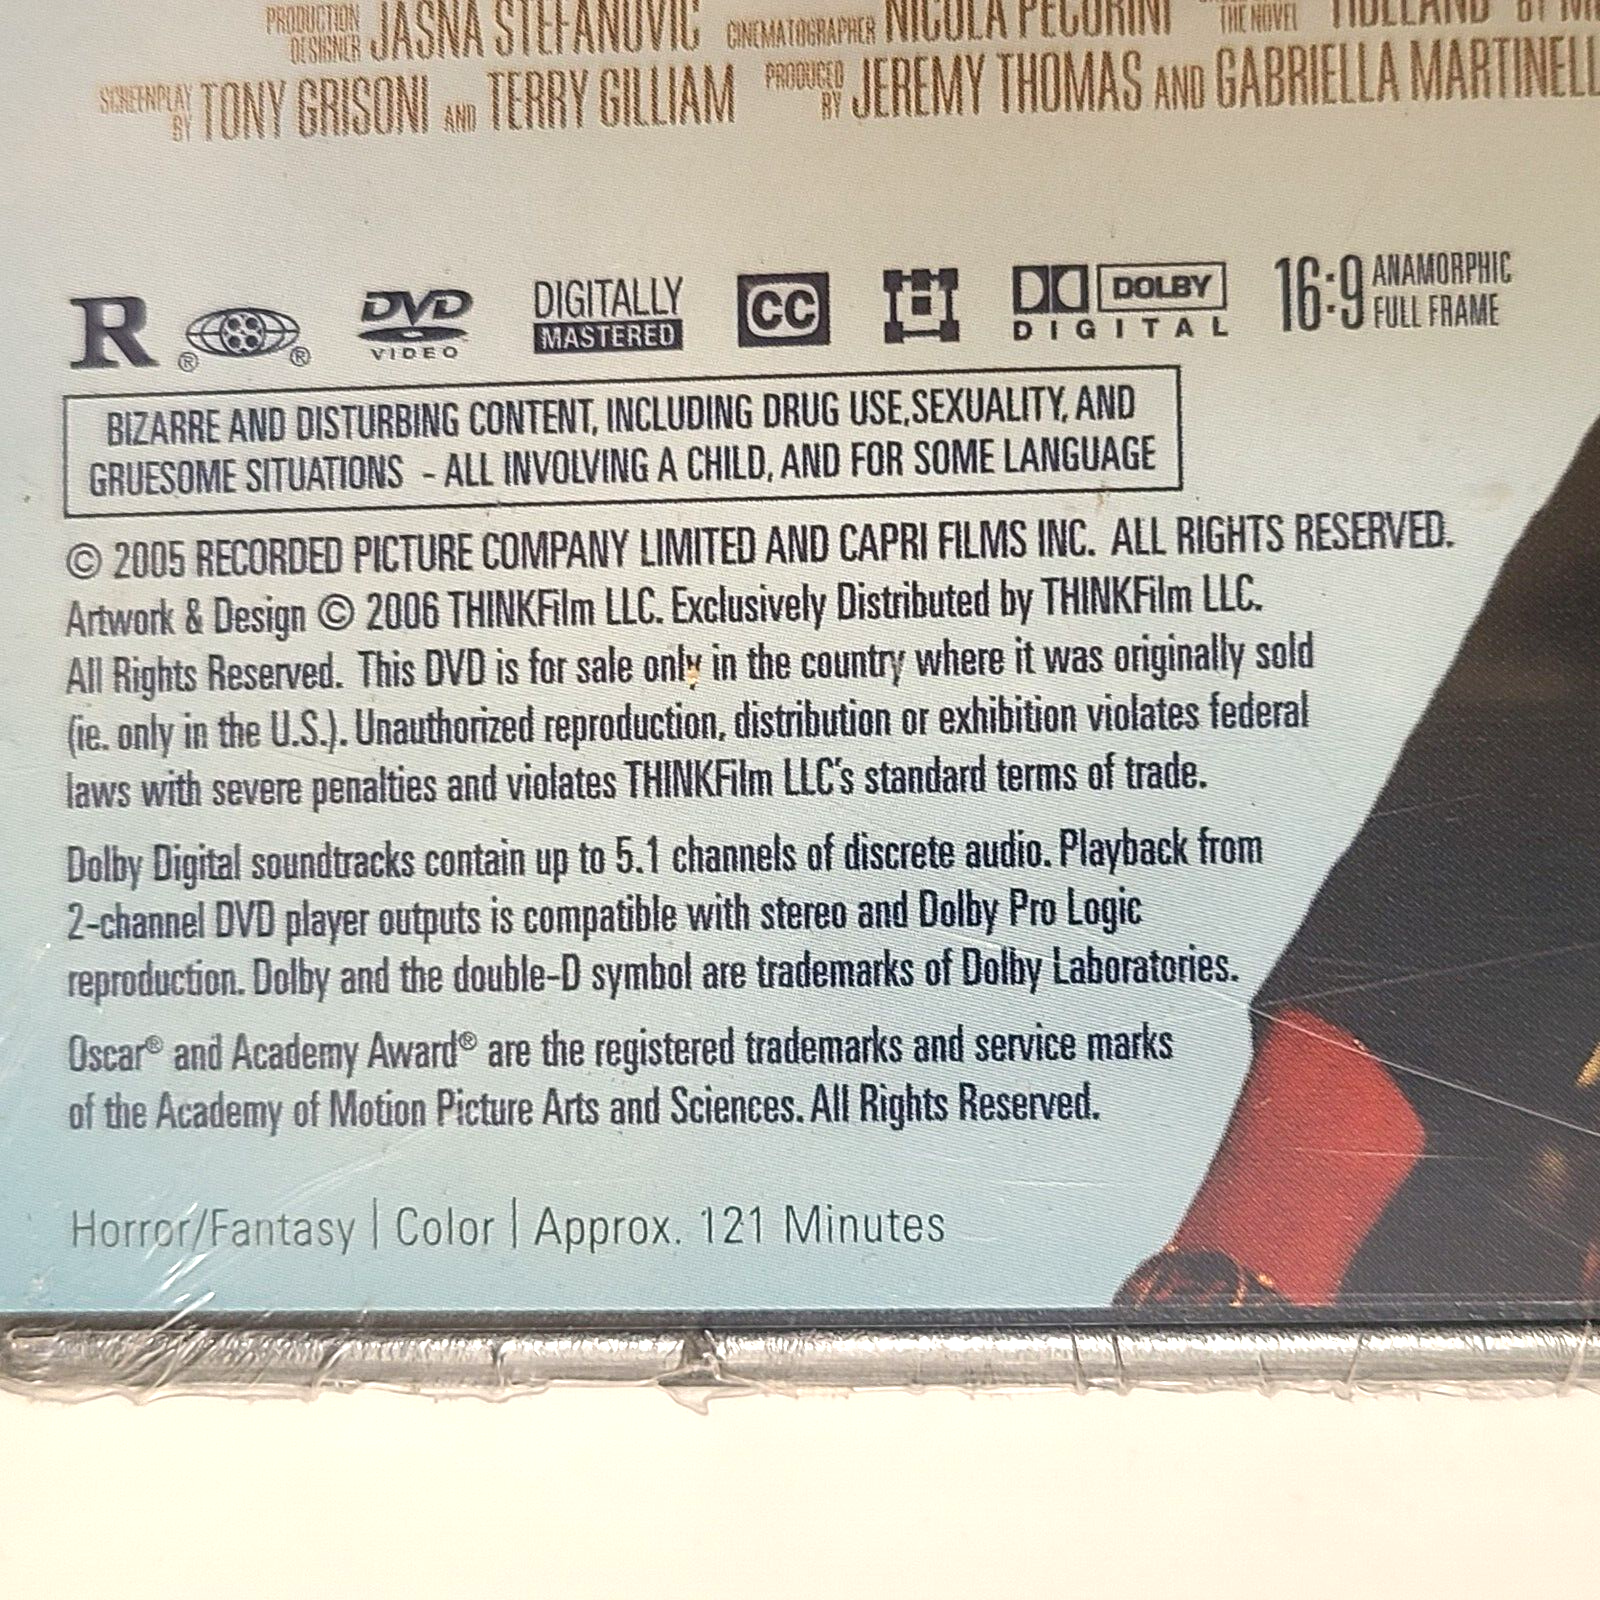 PRODUCTION DESIGNER JASNA STEFANOVIC CINEMATOGRAPHER NICOLA PECORINI THE NOVEL HOLLAND BY
SCREENPLAY BY TONY GRISONI AND TERRY GILLIAM PRODUCED BY JEREMY THOMAS AND GABRIELLA MARTINELL
R ® ® DVD VIDEO DIGITALLY MASTERED CC DOLBY DIGITAL 16:9 ANAMORPHIC FULL FRAME
BIZARRE AND DISTURBING CONTENT, INCLUDING DRUG USE,SEXUALITY, AND
GRUESOME SITUATIONS - ALL INVOLVING A CHILD, AND FOR SOME LANGUAGE
© 2005 RECORDED PICTURE COMPANY LIMITED AND CAPRI FILMS INC. ALL RIGHTS RESERVED.
Artwork & Design © 2006 THINKFilm LLC. Exclusively Distributed by THINKFilm LLC.
All Rights Reserved. This DVD is for sale only in the country where it was originally sold
(ie. only in the U.S.). Unauthorized reproduction, distribution or exhibition violates federal
laws with severe penalties and violates THINKFilm LLC's standard terms of trade.
Dolby Digital soundtracks contain up to 5.1 channels of discrete audio. Playback from
2-channel DVD player outputs is compatible with stereo and Dolby Pro Logic
reproduction. Dolby and the double-D symbol are trademarks of Dolby Laboratories.
Oscar® and Academy Award® are the registered trademarks and service marks
of the Academy of Motion Picture Arts and Sciences. All Rights Reserved.
Horror/Fantasy | Color | Approx. 121 Minutes